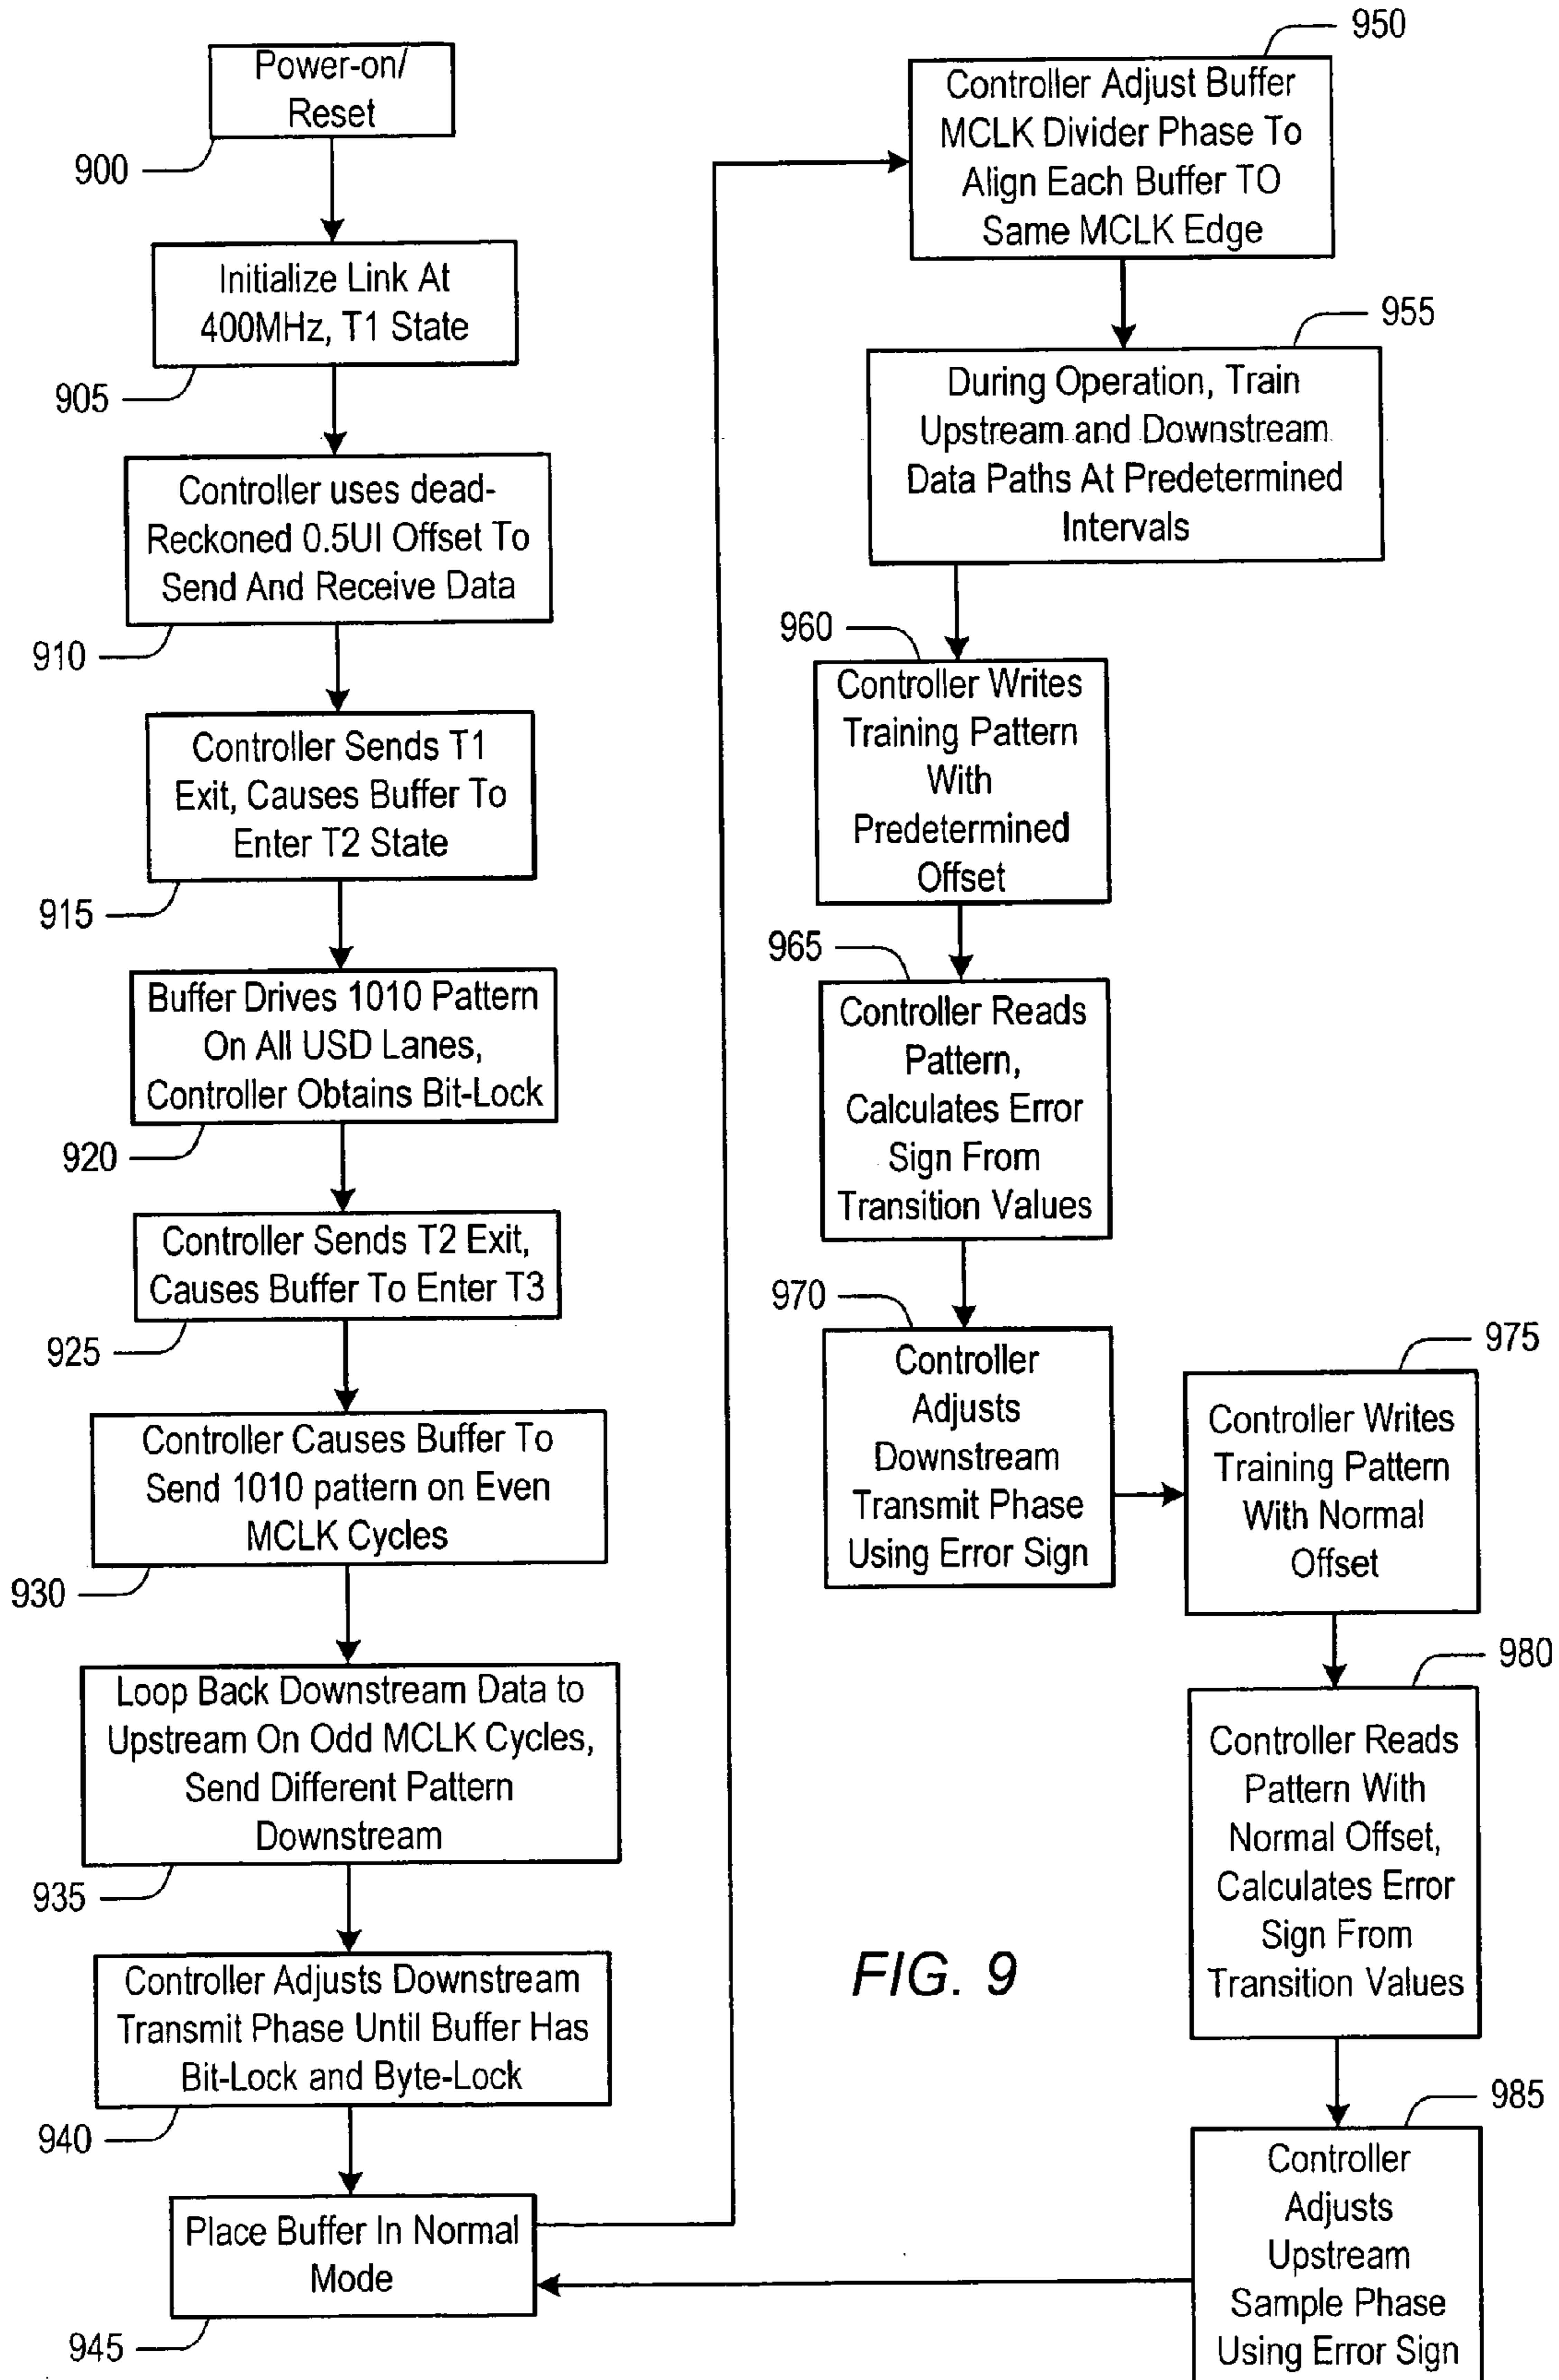 Power-on/
Reset
900
Initialize Link At
400MHz, T1 State
905
Controller uses dead-
Reckoned 0.5UI Offset To
Send And Receive Data
910
Controller Sends T1
Exit, Causes Buffer To
Enter T2 State
915
Buffer Drives 1010 Pattern
On All USD Lanes,
Controller Obtains Bit-Lock
920
Controller Sends T2 Exit,
Causes Buffer To Enter T3
925
Controller Causes Buffer To
Send 1010 pattern on Even
MCLK Cycles
930
Loop Back Downstream Data to
Upstream On Odd MCLK Cycles,
Send Different Pattern
Downstream
935
Controller Adjusts Downstream
Transmit Phase Until Buffer Has
Bit-Lock and Byte-Lock
940
Place Buffer In Normal
Mode
945
950
Controller Adjust Buffer
MCLK Divider Phase To
Align Each Buffer TO
Same MCLK Edge
955
During Operation, Train
Upstream and Downstream
Data Paths At Predetermined
Intervals
960
Controller Writes
Training Pattern
With
Predetermined
Offset
965
Controller Reads
Pattern,
Calculates Error
Sign From
Transition Values
970
Controller
Adjusts
Downstream
Transmit Phase
Using Error Sign
975
Controller Writes
Training Pattern
With Normal
Offset
980
Controller Reads
Pattern With
Normal Offset,
Calculates Error
Sign From
Transition Values
985
Controller
Adjusts
Upstream
Sample Phase
Using Error Sign
FIG. 9